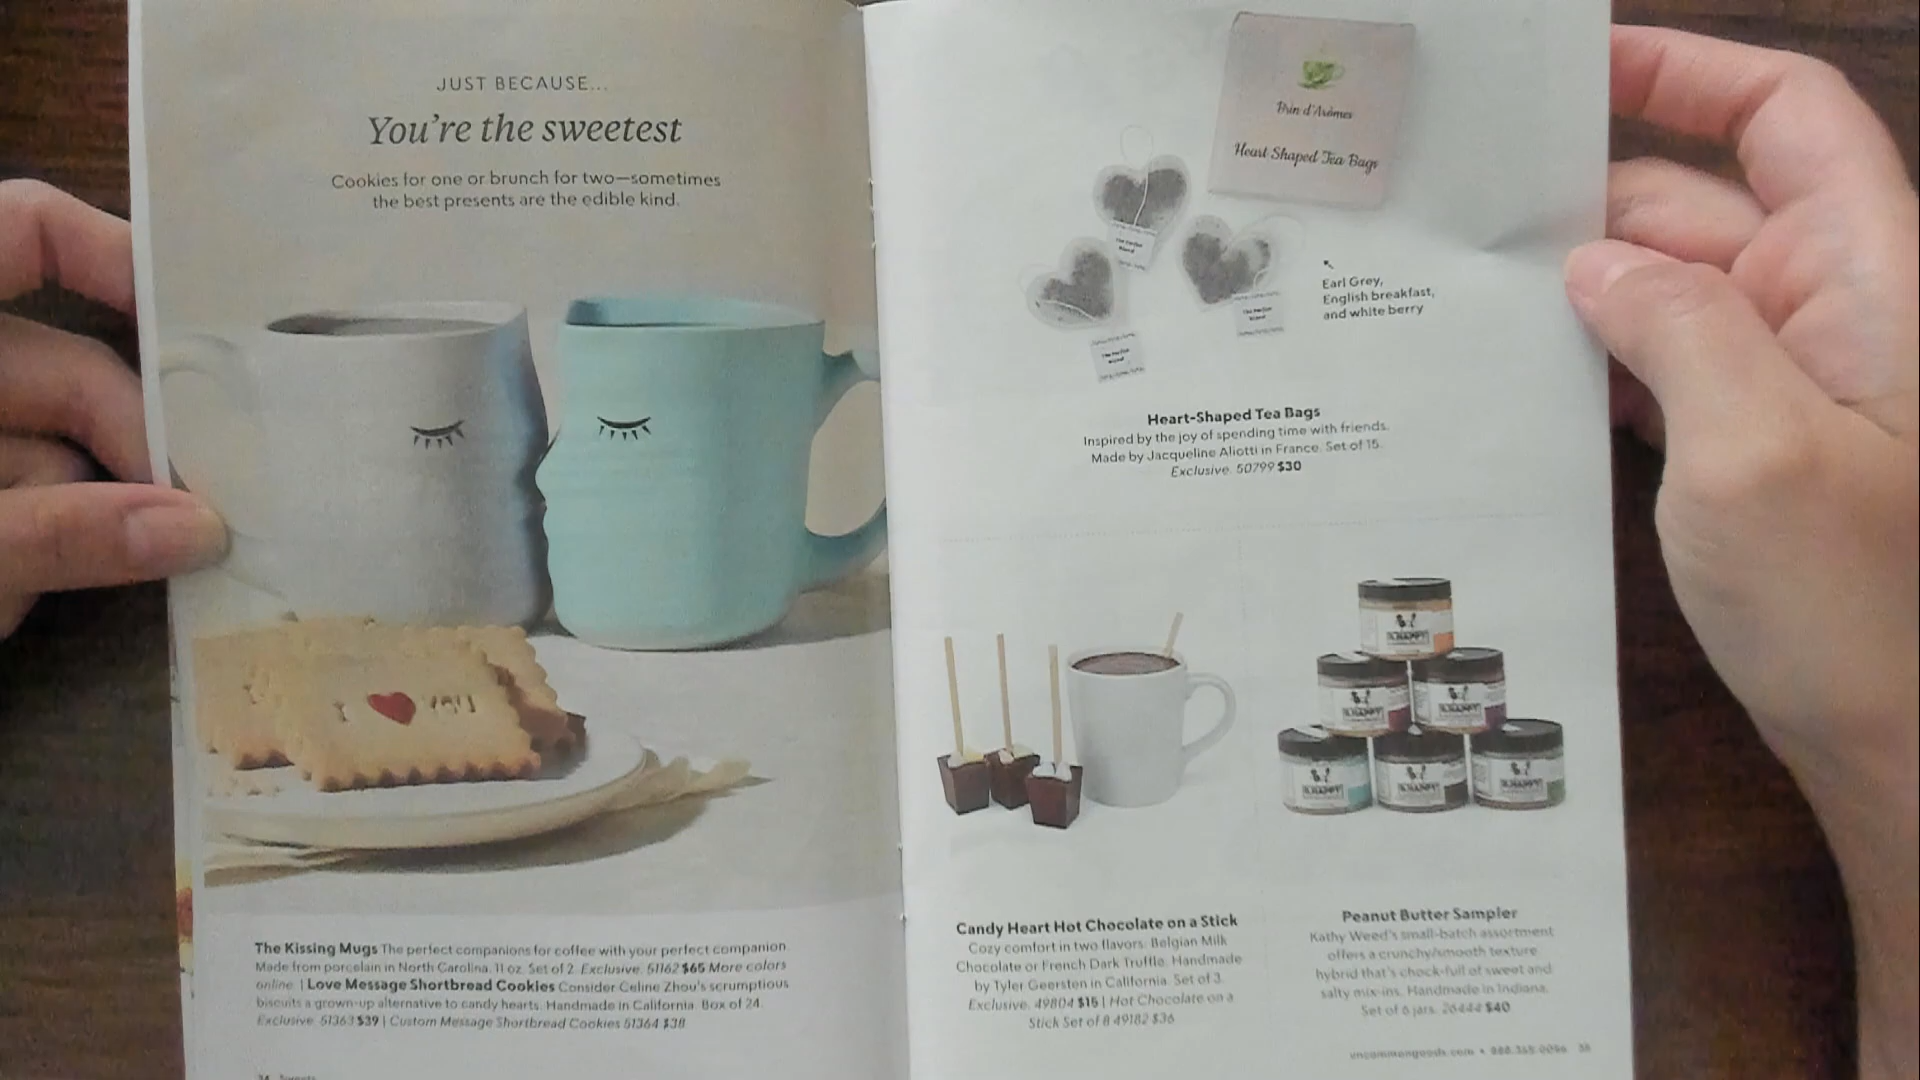 JUST BECAUSE...
You're the sweetest
Cookies for one or brunch for two—sometimes
the best presents are the edible kind.
I YOU
The Kissing Mugs The perfect companions for coffee with your perfect companion.
Made from porcelain in North Carolina. 11 oz. Set of 2. Exclusive. 51162 $65 More colors
online. | Love Message Shortbread Cookies Consider Celine Zhou's scrumptious
biscuits a grown-up alternative to candy hearts. Handmade in California. Box of 24.
Exclusive. 51363 $39 | Custom Message Shortbread Cookies 51364 $38
34 Sweets
Brin d'Arômes
Heart Shaped Tea Bags
Earl Grey,
English breakfast,
and white berry
Heart-Shaped Tea Bags
Inspired by the joy of spending time with friends.
Made by Jacqueline Aliotti in France. Set of 15.
Exclusive. 50799 $30
Candy Heart Hot Chocolate on a Stick
Cozy comfort in two flavors: Belgian Milk
Chocolate or French Dark Truffle. Handmade
by Tyler Geersten in California. Set of 3.
Exclusive. 49804 $15 | Hot Chocolate on a
Stick Set of 8 49182 $36
Peanut Butter Sampler
Kathy Weed's small-batch assortment
offers a crunchy/smooth texture
hybrid that's chock-full of sweet and
salty mix-ins. Handmade in Indiana.
Set of 6 jars. 26444 $40
uncommongoods.com • 888.365.0056 35